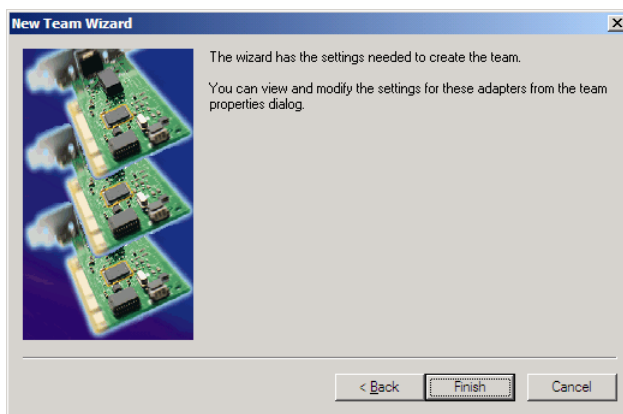 New Team Wizard
The wizard has the settings needed to create the team.
You can view and modify the settings for these adapters from the team
properties dialog.
< Back
Finish
Cancel